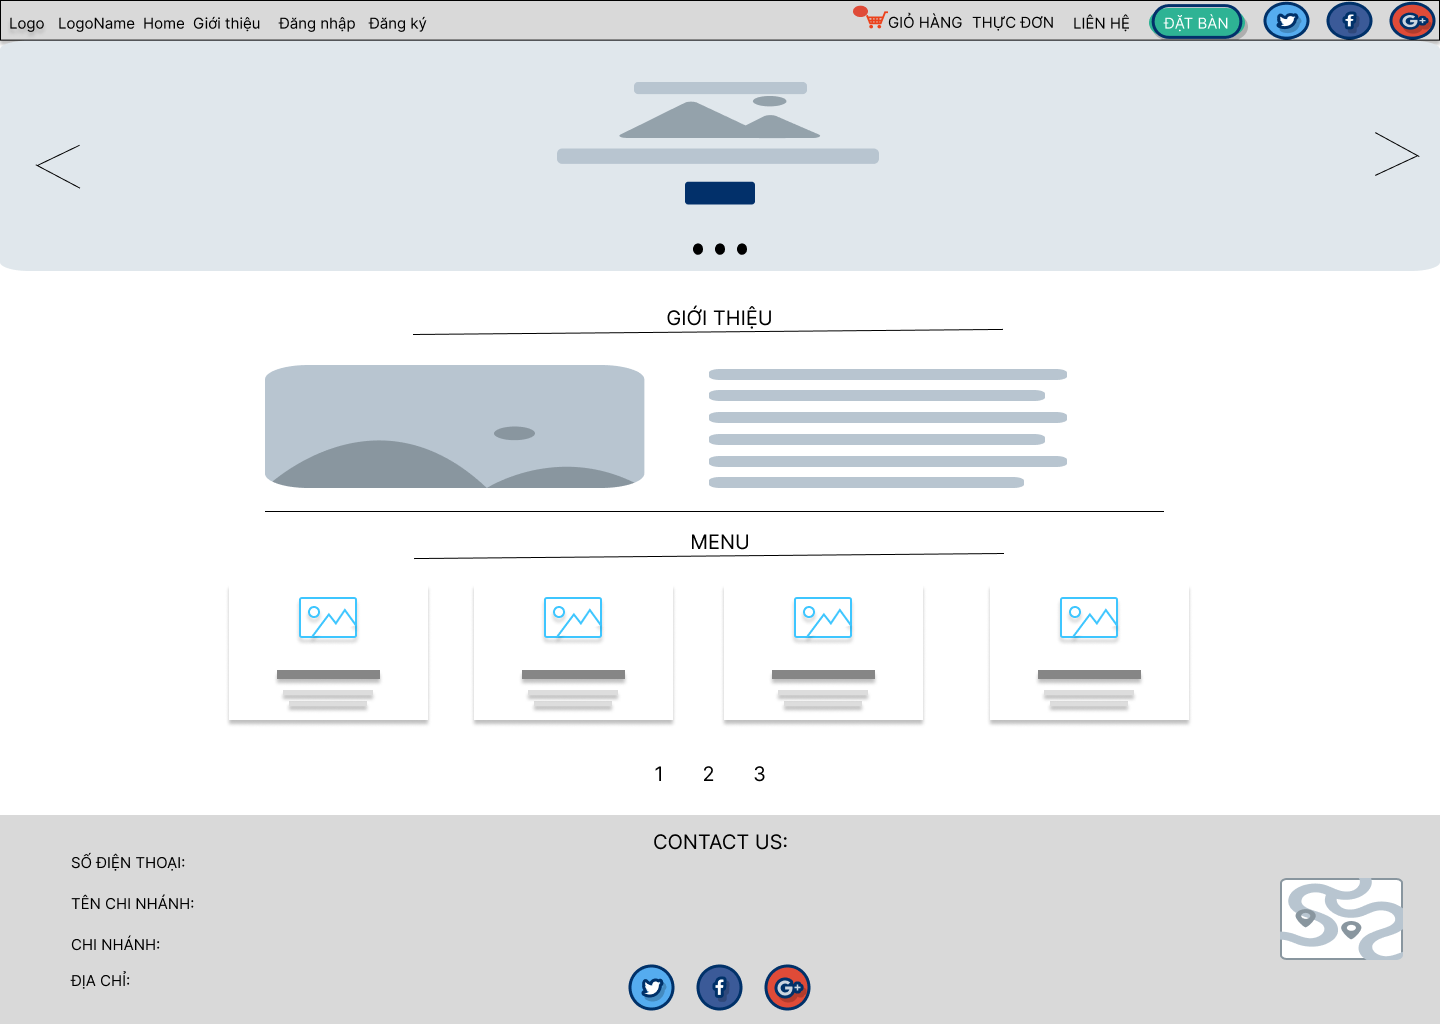 Logo LogoName Home Giới thiệu Đăng nhập Đăng ký GIỎ HÀNG THỰC ĐƠN LIÊN HỆ ĐẶT BÀN
GIỚI THIỆU
MENU
1 2 3
CONTACT US:
SỐ ĐIỆN THOẠI:
TÊN CHI NHÁNH:
CHI NHÁNH:
ĐỊA CHỈ: